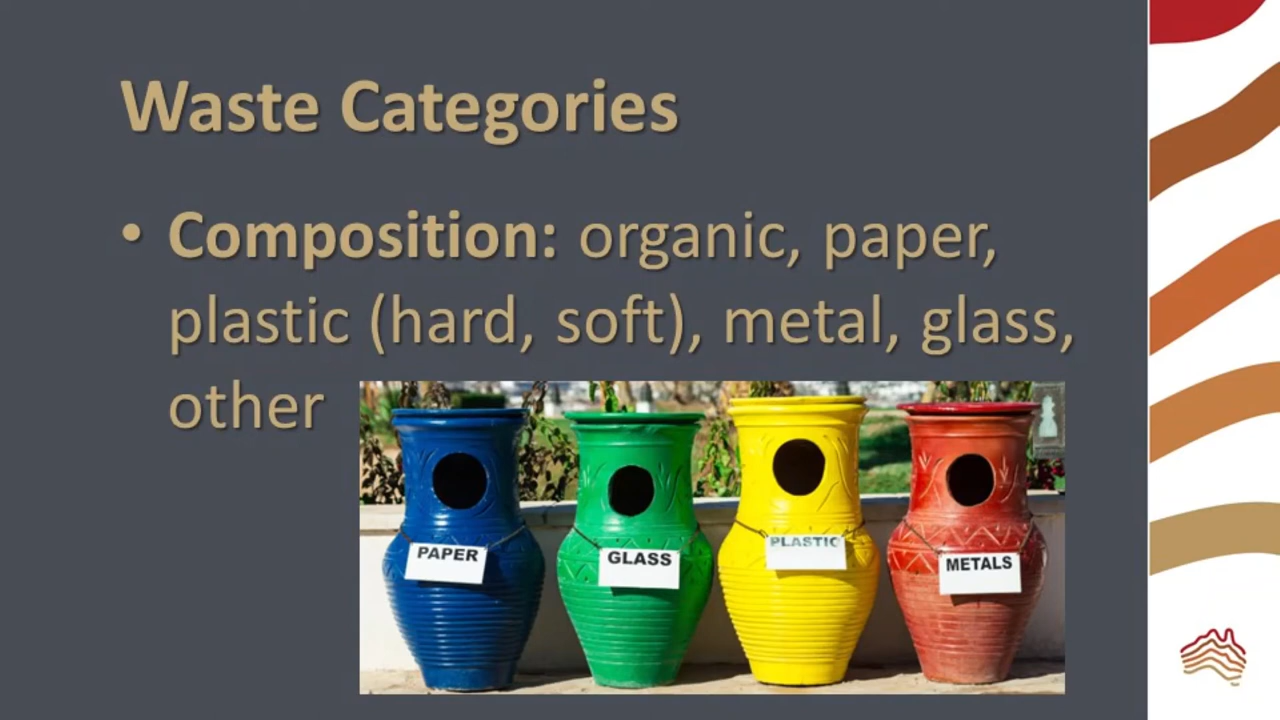 Waste Categories
• Composition: organic, paper,
plastic (hard, soft), metal, glass,
other
PAPER
GLASS
PLASTIC
METALS